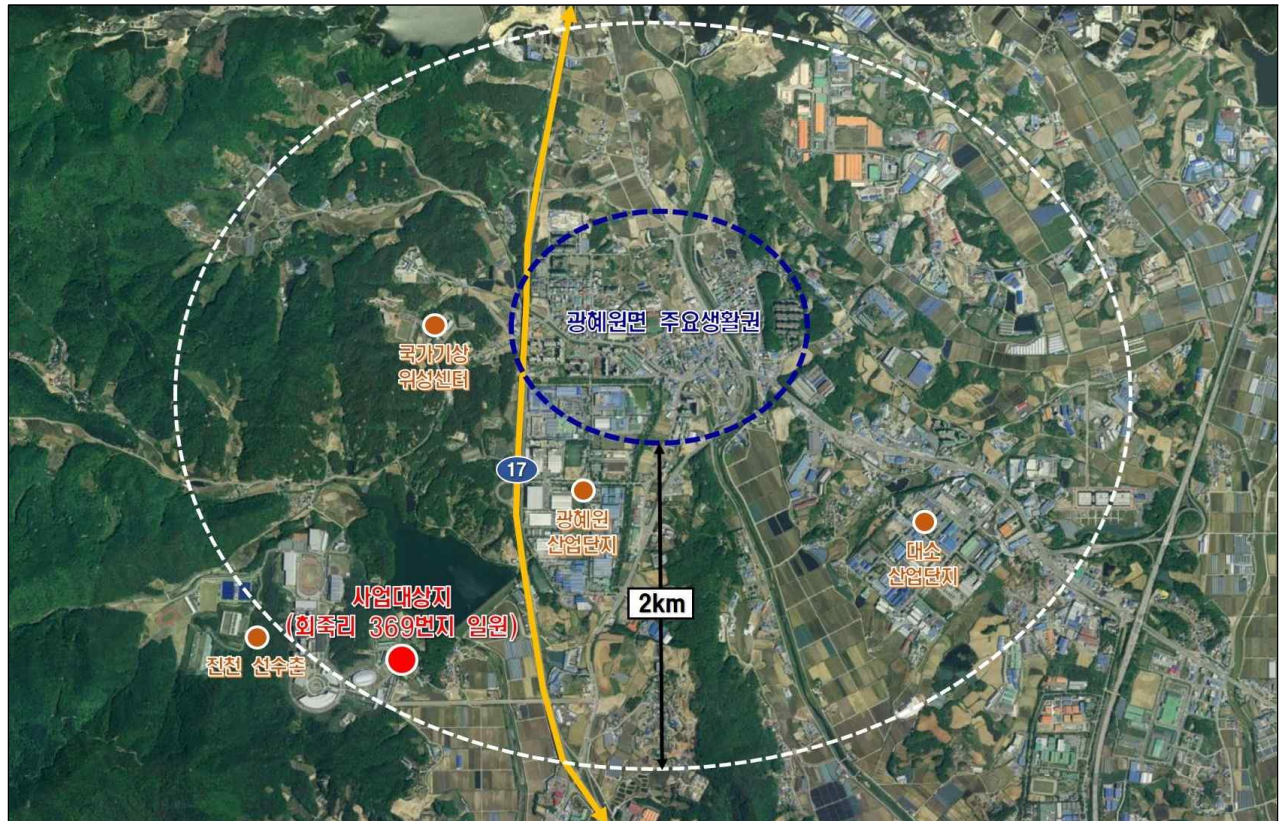 광혜원면 주요생활권
국가기상
위성센터
17
광혜원
산업단지
대소
산업단지
2km
사업대상지
(회죽리 369번지 일원)
진천 선수촌